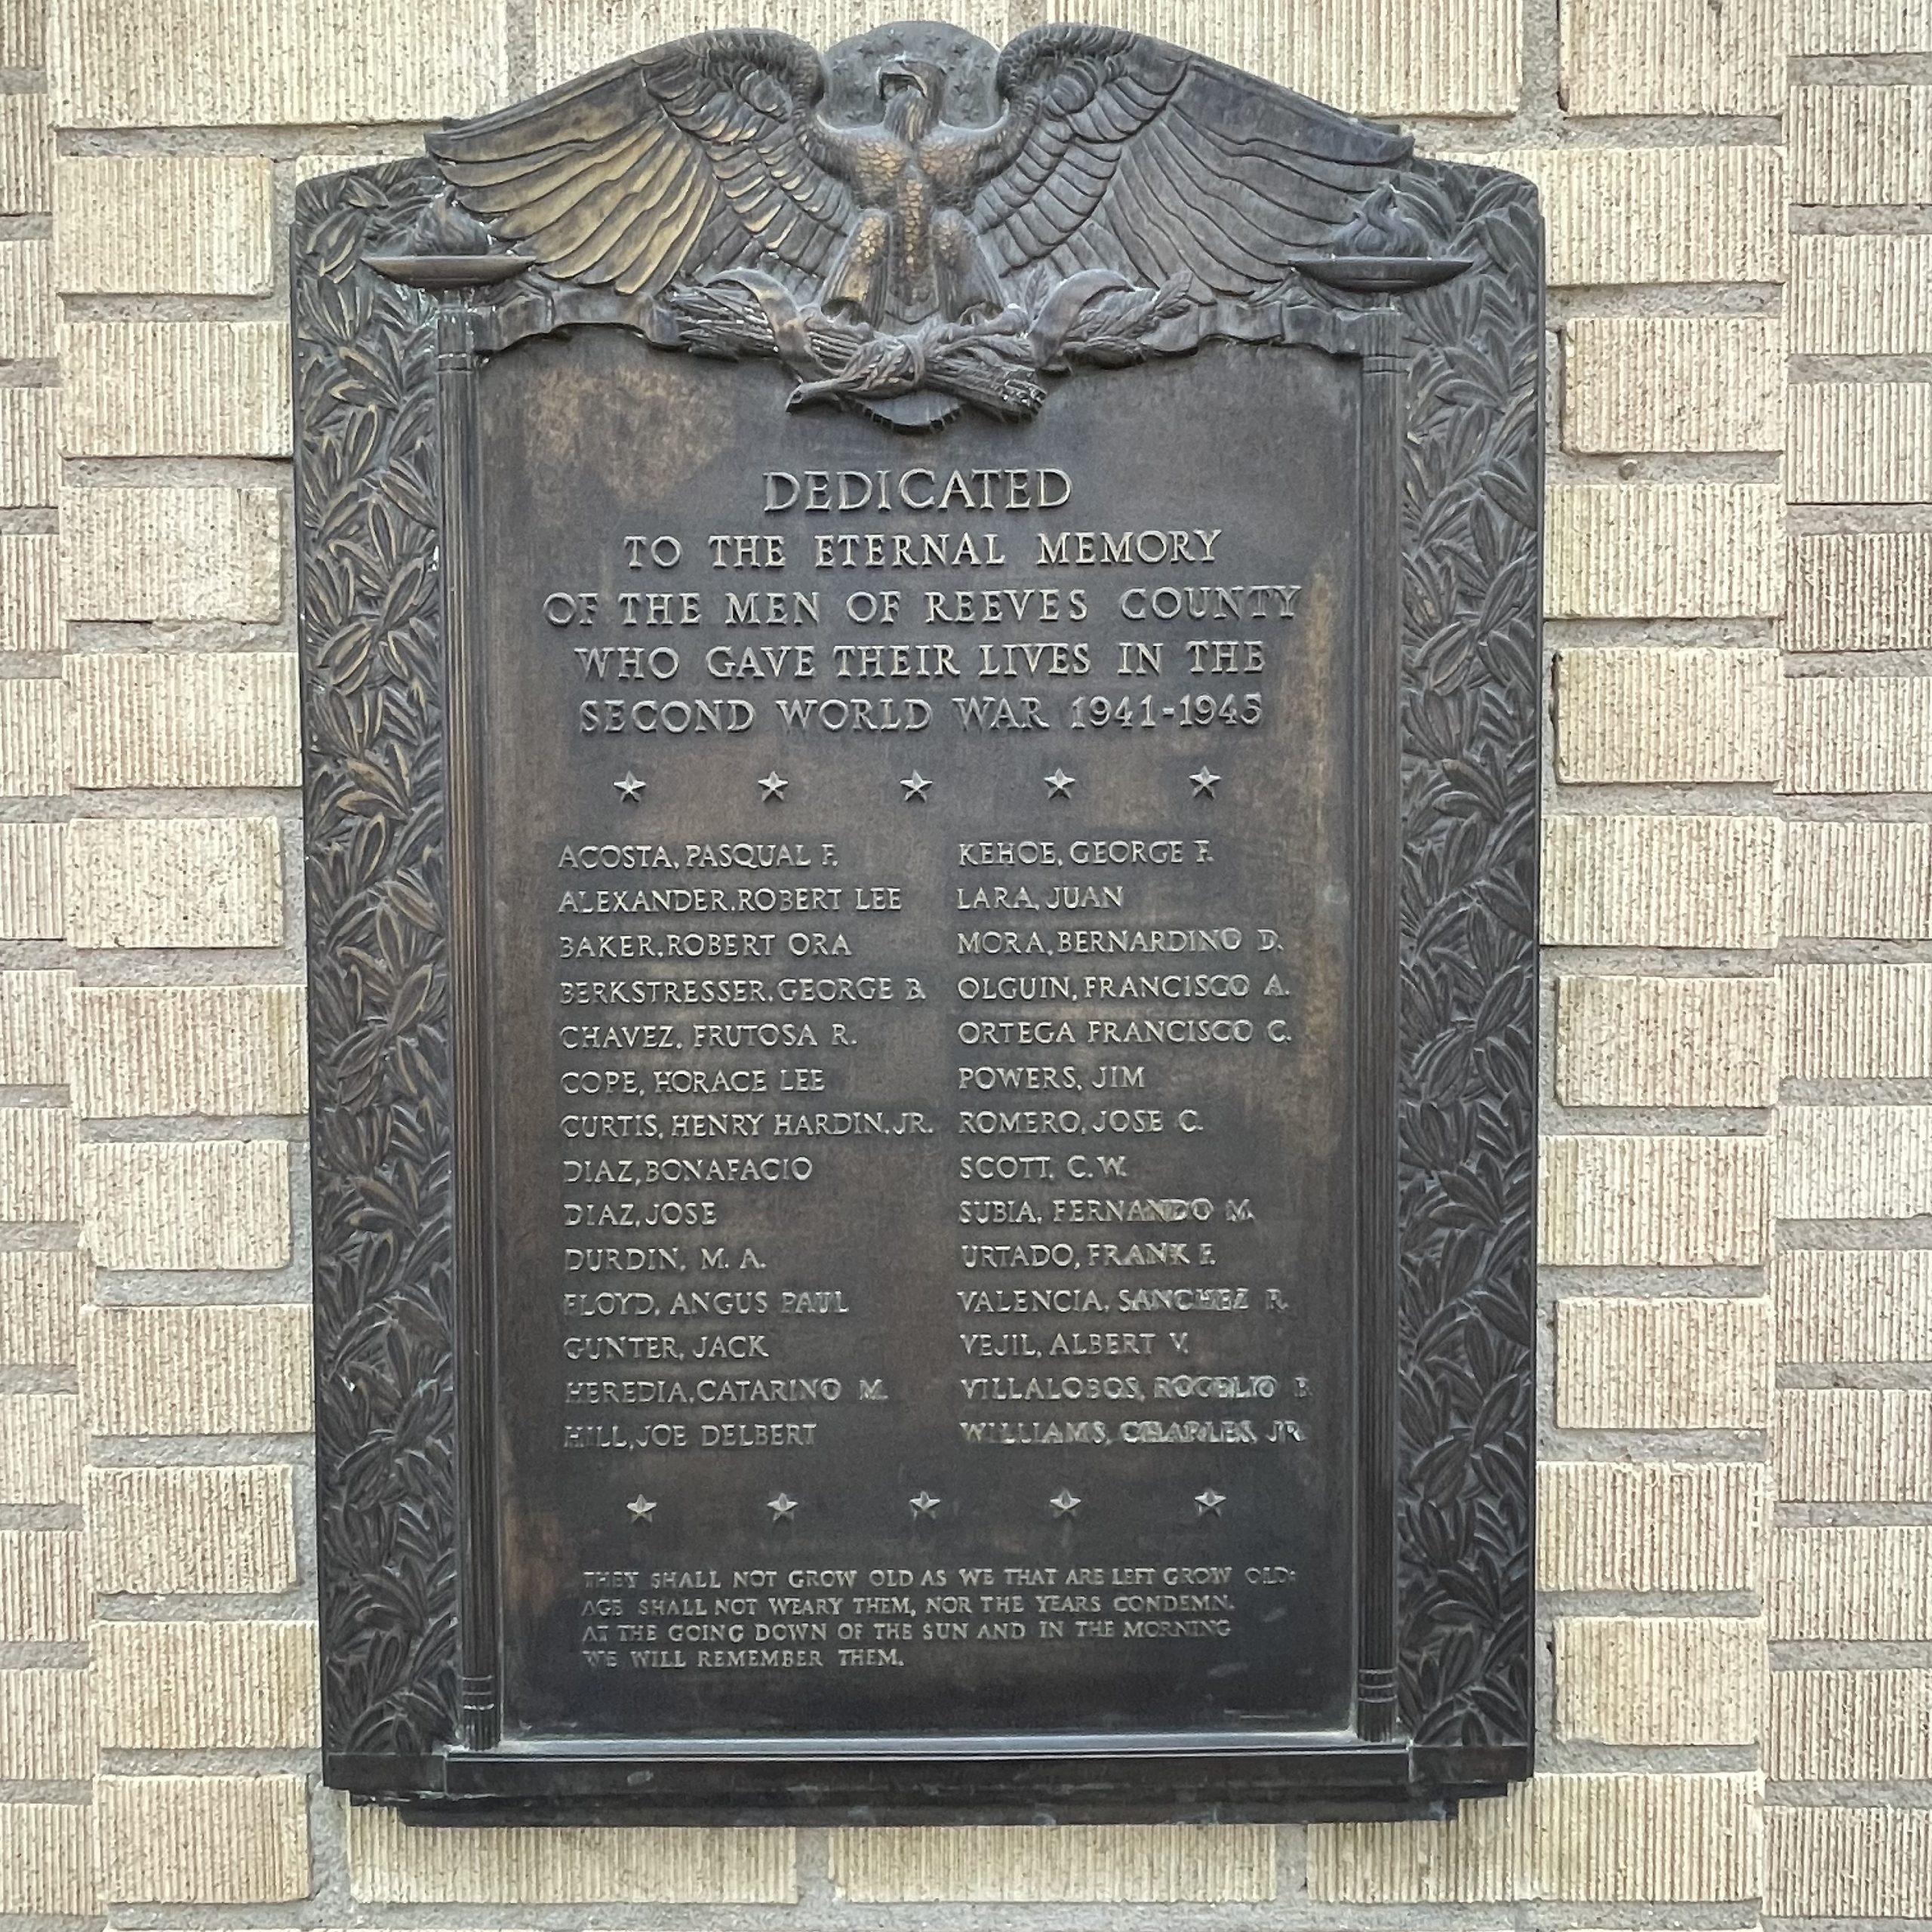 DEDICATED
TO THE ETERNAL MEMORY
OF THE MEN OF REEVES COUNTY
WHO GAVE THEIR LIVES IN THE
SECOND WORLD WAR 1941-1945
ACOSTA, PASQUAL F.
ALEXANDER. ROBERT LEE
BAKER, ROBERT ORA
BERKSTRESSER, GEORGE B.
CHAVEZ, FRUTOSA R.
COPE, HORACE LEE
CURTIS, HENRY HARDIN, JR.
DIAZ, BONAFACIO
DIAZ, JOSE
DURDIN, M. A.
FLOYD, ANGUS PAUL
GUNTER, JACK
HEREDIA, CATARINO M.
HILL, JOE DELBERT
KEHOE, GEORGE F.
LARA, JUAN
MORA, BERNARDINO D.
OLGUIN, FRANCISCO A.
ORTEGA FRANCISCO C.
POWERS, JIM
ROMERO, JOSE C.
SCOTT, C. W.
SUBIA, FERNANDO M.
URTADO, FRANK F.
VALENCIA, SANCHEZ R.
VEJIL, ALBERT V.
VILLALOBOS, ROGELIO
WILLIAMS, CHARLES, JR.
THEY SHALL NOT GROW OLD AS WE THAT ARE LEFT GROW OLD:
AGE SHALL NOT WEARY THEM, NOR THE YEARS CONDEMN.
AT THE GOING DOWN OF THE SUN AND IN THE MORNING
WE WILL REMEMBER THEM.